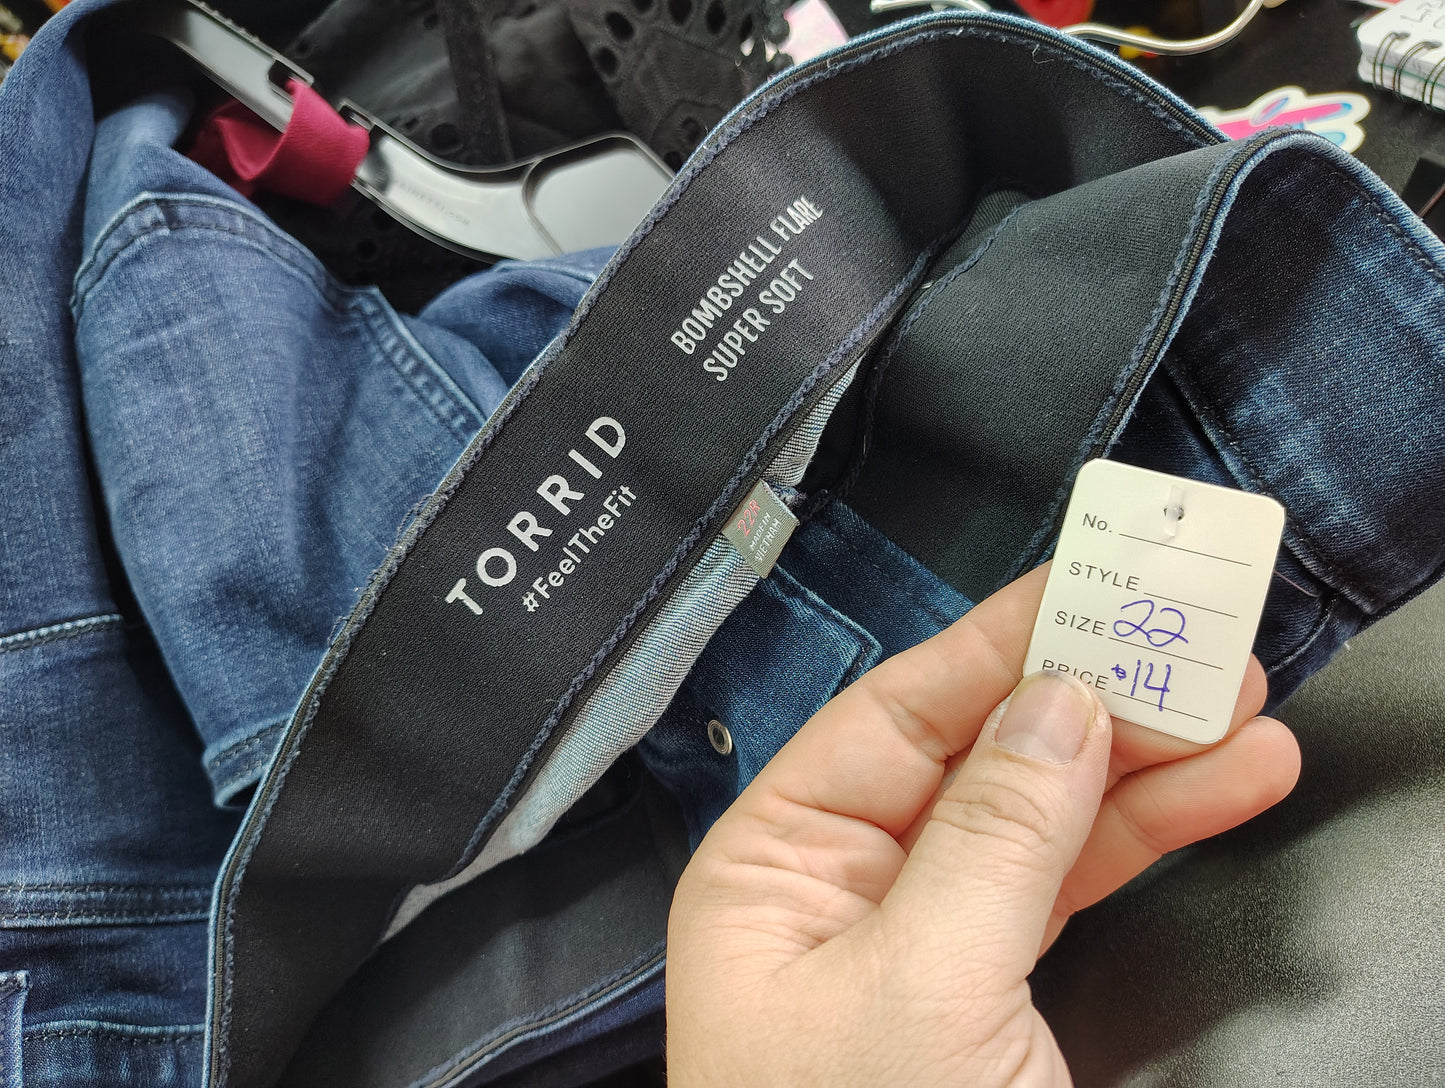 BOMBSHELL FLARE
SUPER SOFT
TORRID
#FeelTheFit
22R
MADE IN
VIETNAM
No.
STYLE
SIZE 22
PRICE $14